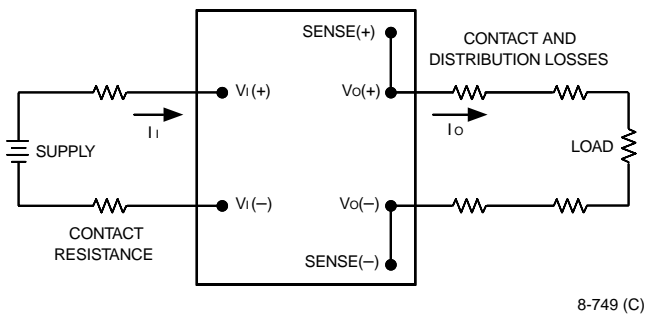 SENSE(+)
CONTACT AND
DISTRIBUTION LOSSES
VI(+)
VO(+)
II
IO
SUPPLY
LOAD
VI(–)
VO(–)
CONTACT
RESISTANCE
SENSE(–)
8-749 (C)